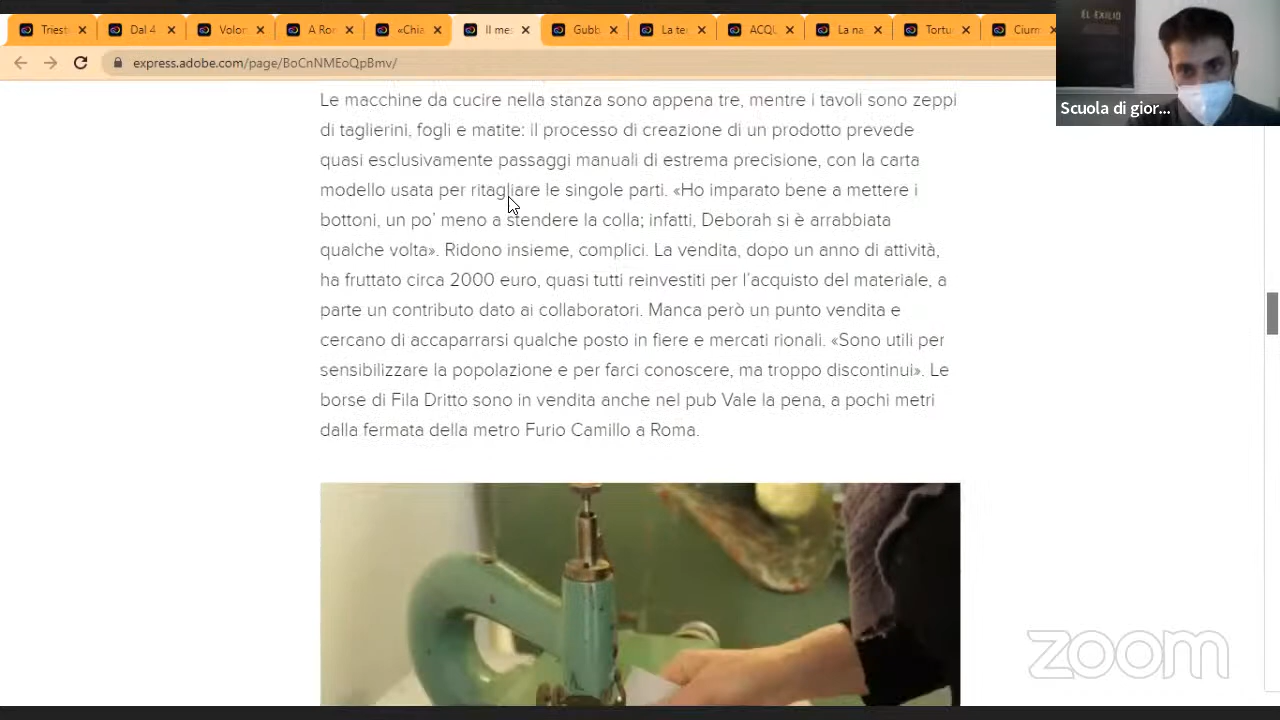 Triest
Dal 4
Volor
A Ror
«Chia
Il mes
Gubb
La te
ACQU
La na
Tortu
Cium
express.adobe.com/page/BoCnNMEoQpBmv/
EL EXILIO
Scuola di gior...
Le macchine da cucire nella stanza sono appena tre, mentre i tavoli sono zeppi
di taglierini, fogli e matite: il processo di creazione di un prodotto prevede
quasi esclusivamente passaggi manuali di estrema precisione, con la carta
modello usata per ritagliare le singole parti. «Ho imparato bene a mettere i
bottoni, un po’ meno a stendere la colla; infatti, Deborah si è arrabbiata
qualche volta». Ridono insieme, complici. La vendita, dopo un anno di attività,
ha fruttato circa 2000 euro, quasi tutti reinvestiti per l’acquisto del materiale, a
parte un contributo dato ai collaboratori. Manca però un punto vendita e
cercano di accaparrarsi qualche posto in fiere e mercati rionali. «Sono utili per
sensibilizzare la popolazione e per farci conoscere, ma troppo discontinui». Le
borse di Fila Dritto sono in vendita anche nel pub Vale la pena, a pochi metri
dalla fermata della metro Furio Camillo a Roma.
zoom